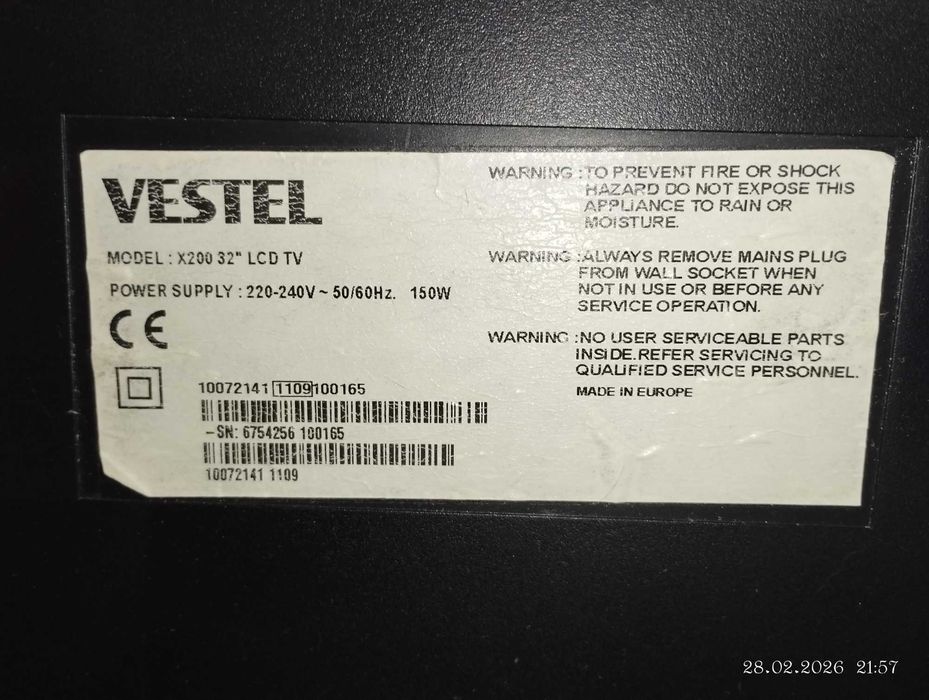 VESTEL
MODEL : X200 32" LCD TV
POWER SUPPLY : 220-240V ~ 50/60Hz. 150W
CE
10072141 1109 100165
-SN: 6754256 100165
10072141 1109
WARNING :TO PREVENT FIRE OR SHOCK
HAZARD DO NOT EXPOSE THIS
APPLIANCE TO RAIN OR
MOISTURE.
WARNING :ALWAYS REMOVE MAINS PLUG
FROM WALL SOCKET WHEN
NOT IN USE OR BEFORE ANY
SERVICE OPERATION.
WARNING :NO USER SERVICEABLE PARTS
INSIDE.REFER SERVICING TO
QUALIFIED SERVICE PERSONNEL.
MADE IN EUROPE
28.02.2026 21:57